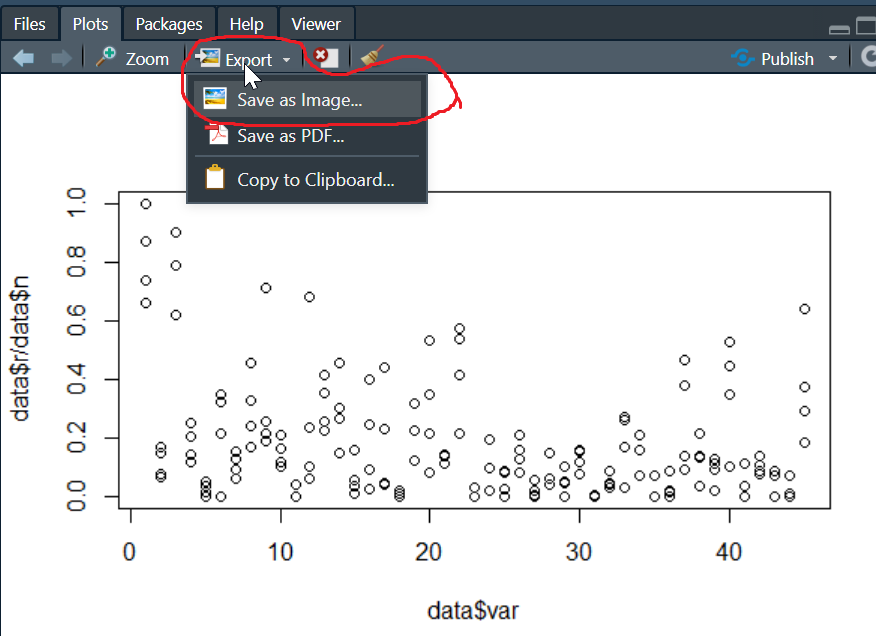 Files Plots Packages Help Viewer
Zoom Export Publish
Save as Image...
Save as PDF...
Copy to Clipboard...
data$r/data$n
1.0
0.8
0.6
0.4
0.2
0.0
0 10 20 30 40
data$var